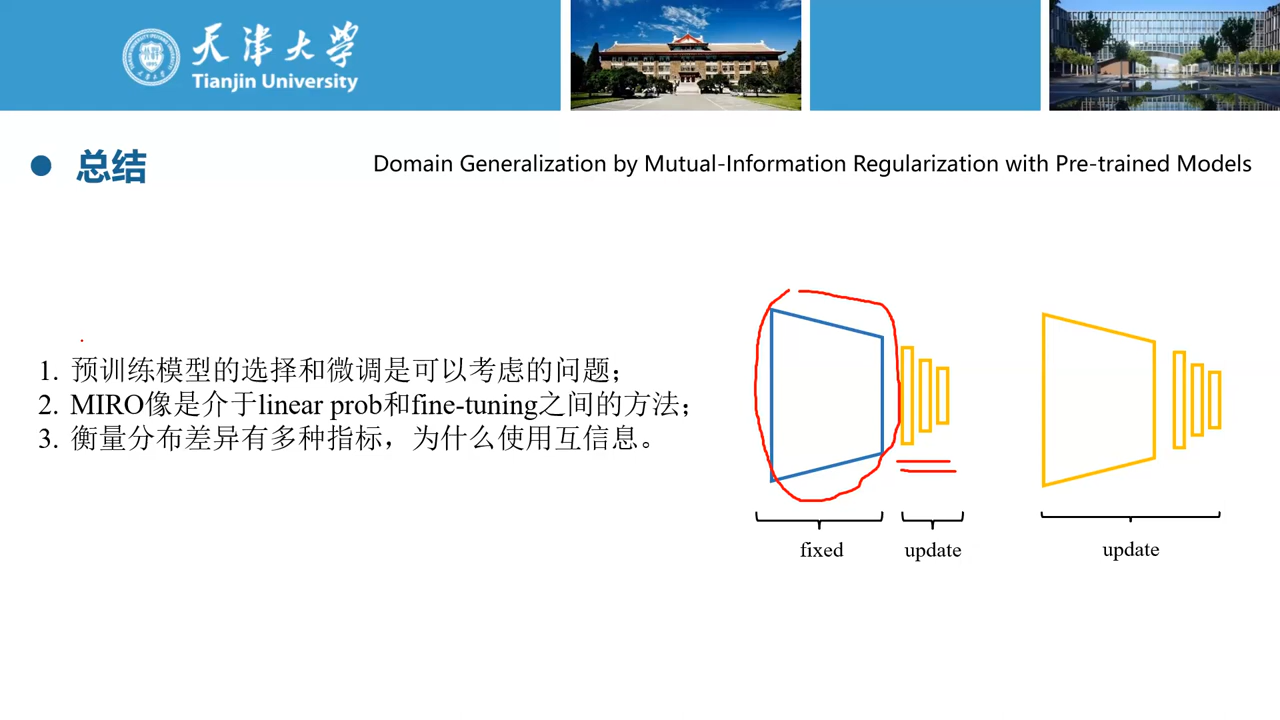 天津大学
Tianjin University
总结
Domain Generalization by Mutual-Information Regularization with Pre-trained Models
1. 预训练模型的选择和微调是可以考虑的问题；
2. MIRO像是介于linear prob和fine-tuning之间的方法；
3. 衡量分布差异有多种指标，为什么使用互信息。
fixed
update
update